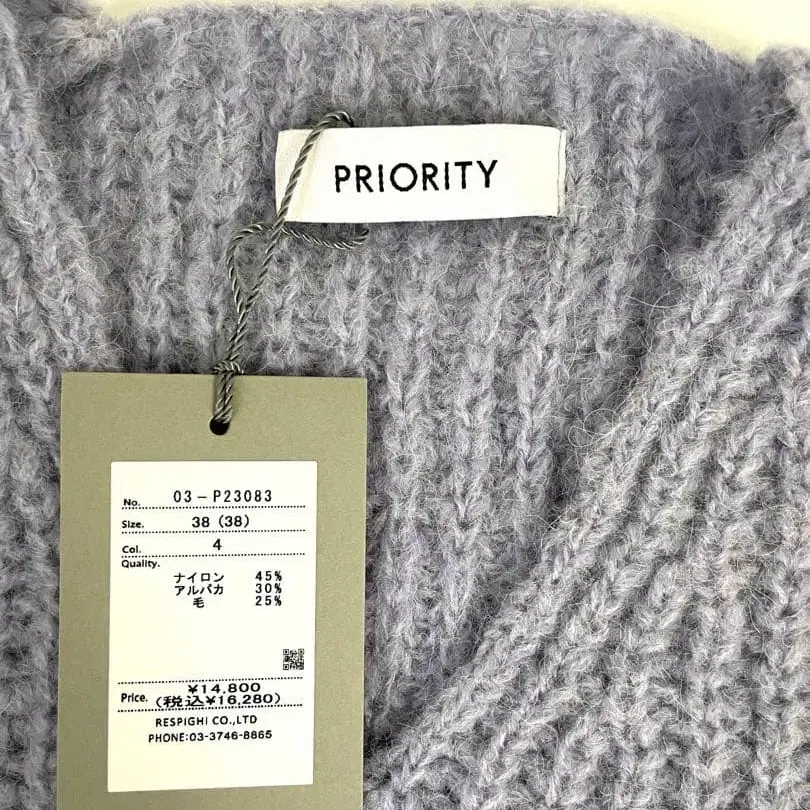 PRIORITY
No. 03-P23083
Size. 38 (38)
Col. 4
Quality.
ナイロン 45%
アルパカ 30%
毛 25%
¥14,800
Price. (税込¥16,280)
RESPIGHI CO.,LTD
PHONE:03-3746-8865